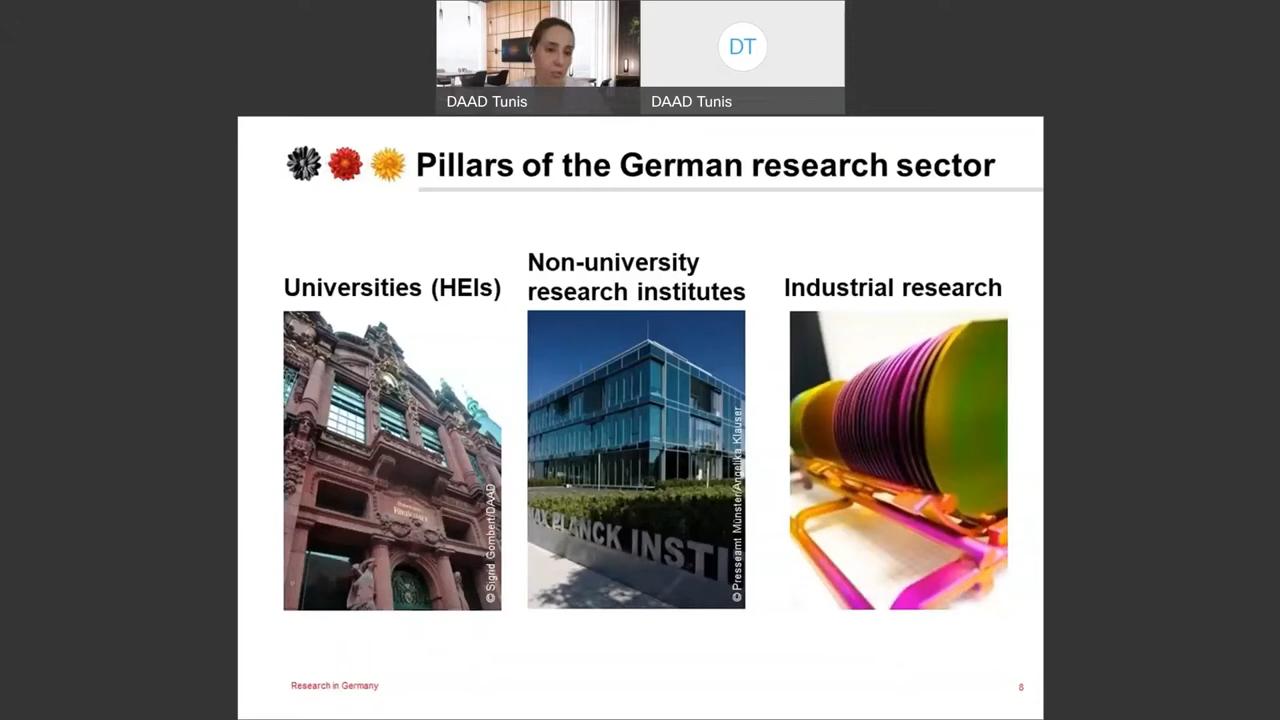 DT
DAAD Tunis
DAAD Tunis
Pillars of the German research sector
Universities (HEIs)
Non-university
research institutes
Industrial research
© Sigrid Gombert/DAAD
MAX PLANCK INSTI
© Presseamt Münster/Angelika Klauser
Research in Germany
8